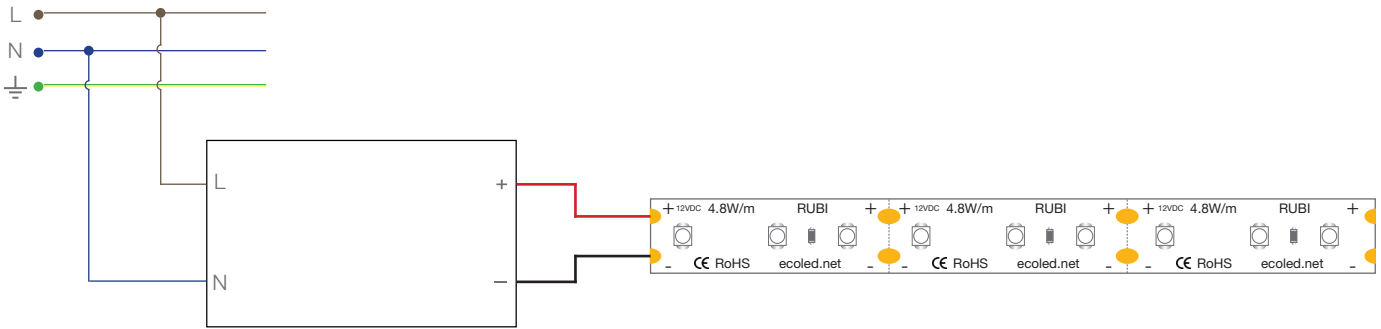 L
N
L +
N –
+ 12VDC 4.8W/m RUBI + + 12VDC 4.8W/m RUBI + + 12VDC 4.8W/m RUBI +
- CE RoHS ecoled.net - - CE RoHS ecoled.net - - CE RoHS ecoled.net -